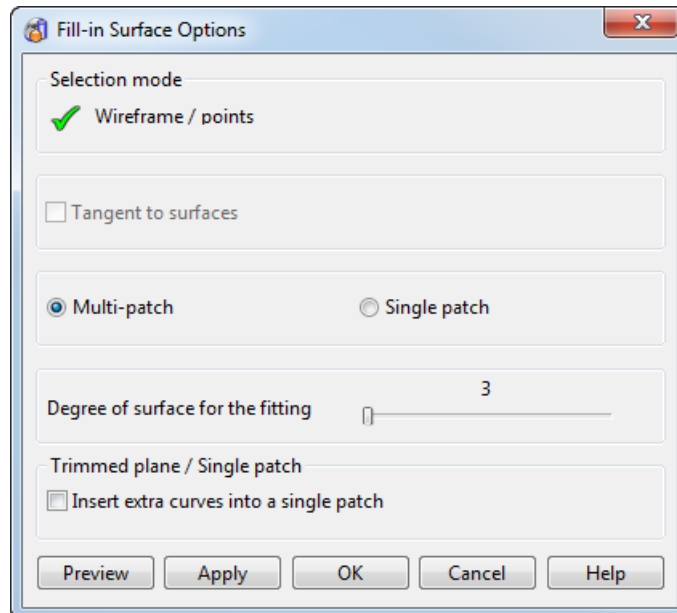 Fill-in Surface Options
Selection mode
Wireframe / points
Tangent to surfaces
Multi-patch Single patch
3
Degree of surface for the fitting
Trimmed plane / Single patch
Insert extra curves into a single patch
Preview Apply OK Cancel Help